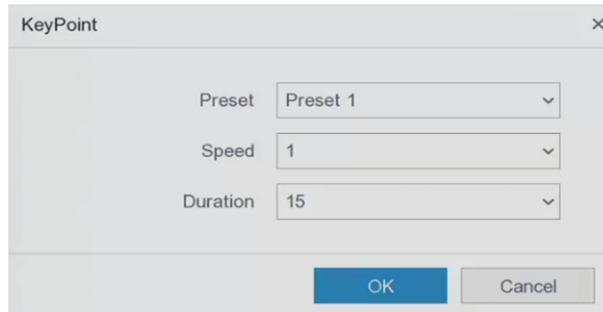 KeyPoint
Preset Preset 1
Speed 1
Duration 15
OK Cancel